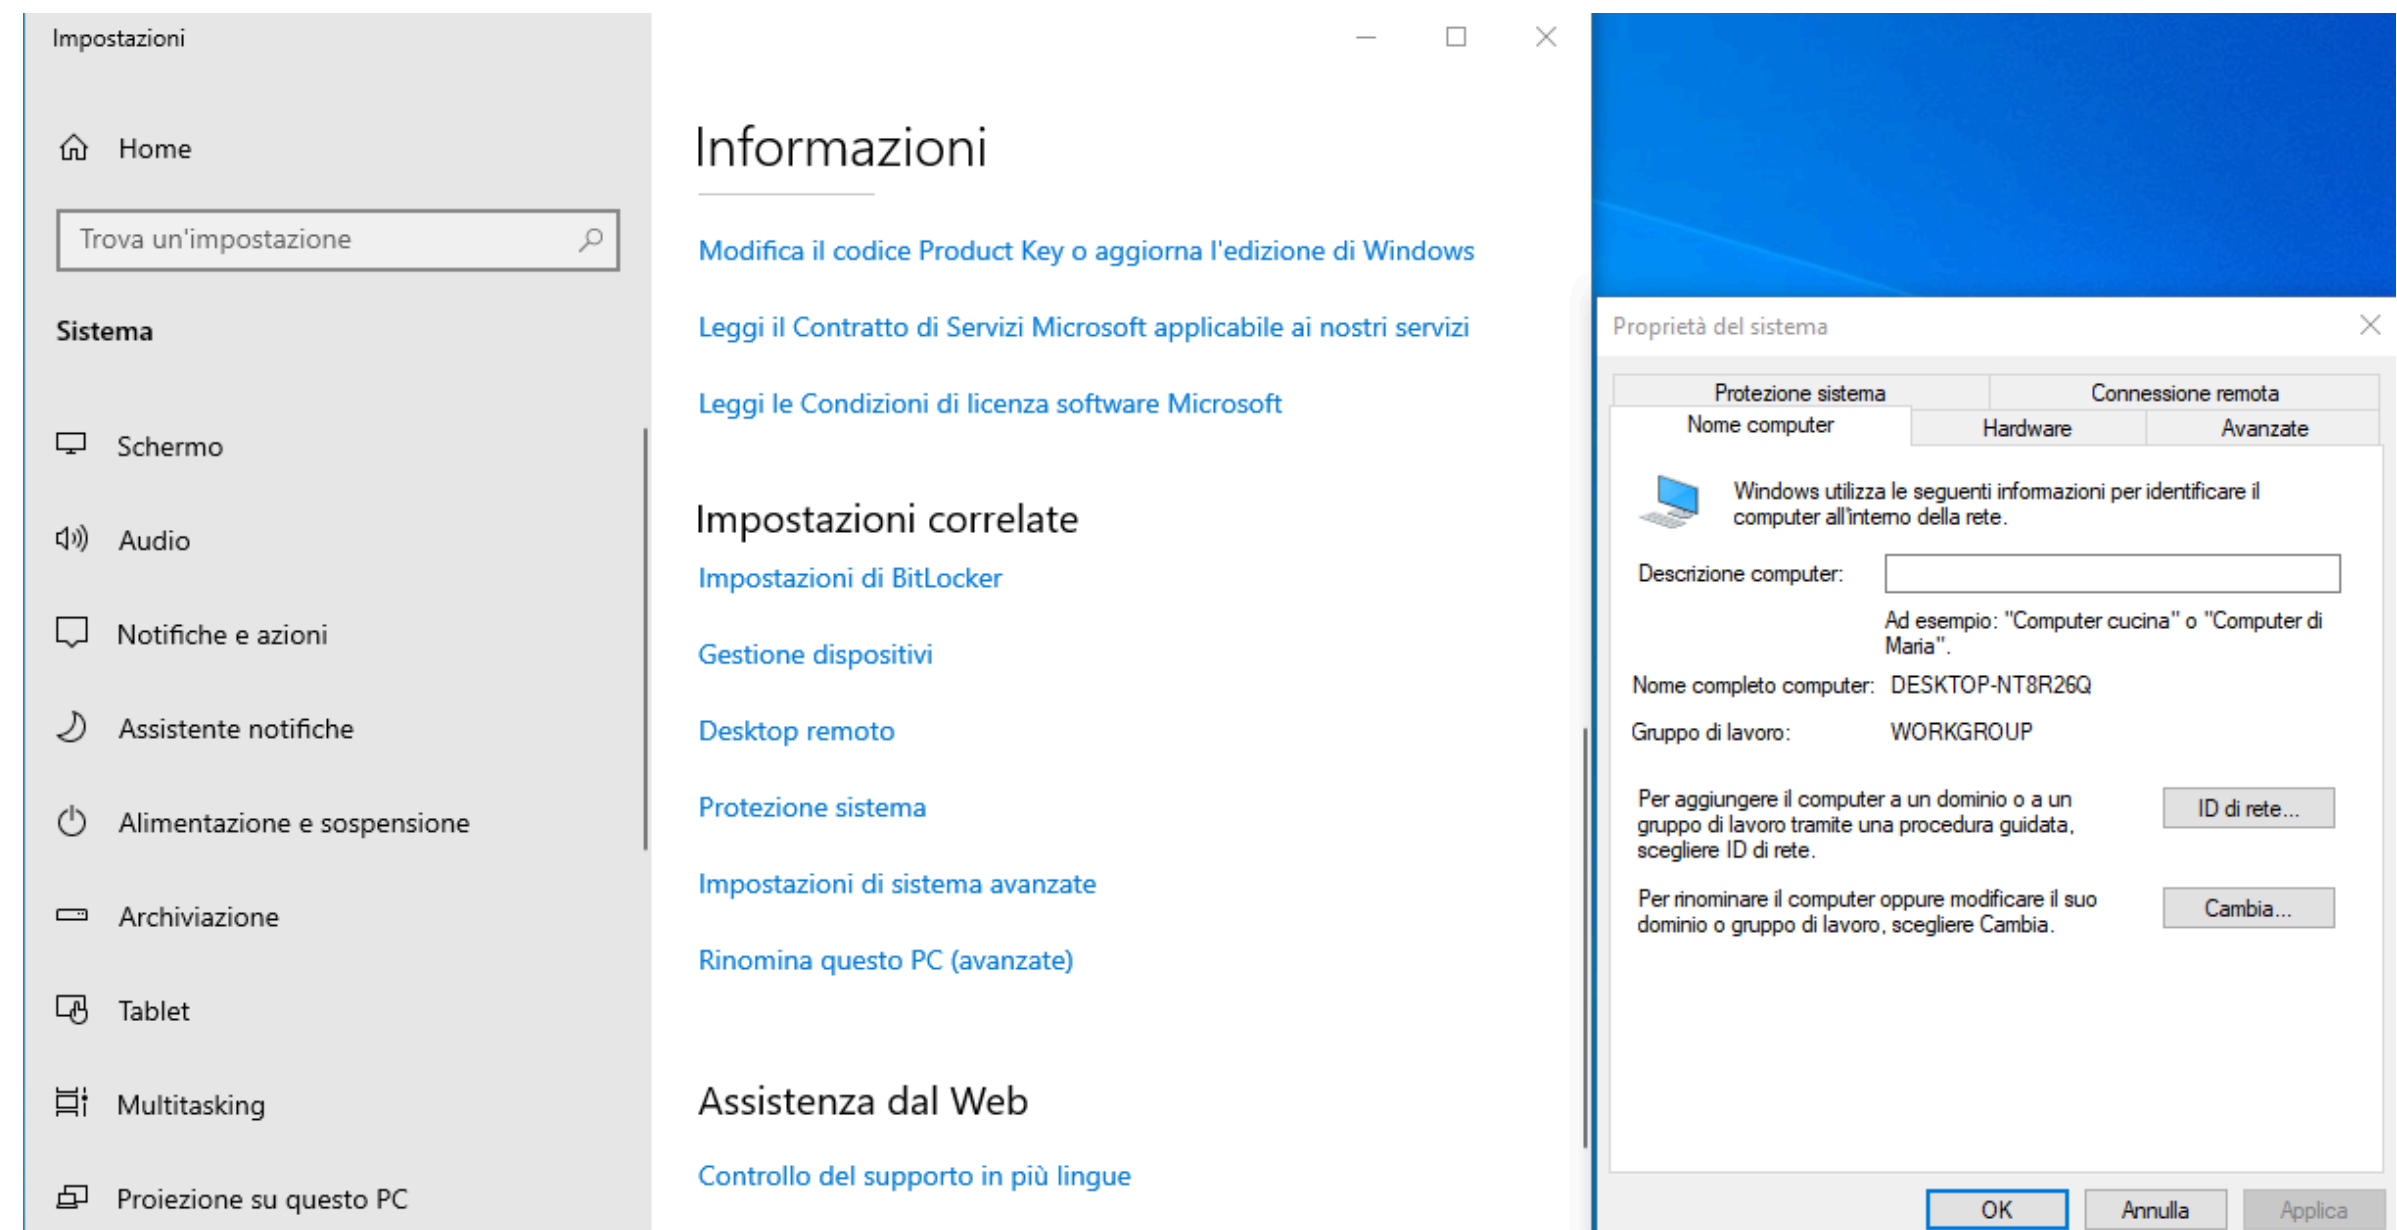 Impostazioni
Home
Trova un'impostazione
Sistema
Schermo
Audio
Notifiche e azioni
Assistente notifiche
Alimentazione e sospensione
Archiviazione
Tablet
Multitasking
Proiezione su questo PC
Informazioni
Modifica il codice Product Key o aggiorna l'edizione di Windows
Leggi il Contratto di Servizi Microsoft applicabile ai nostri servizi
Leggi le Condizioni di licenza software Microsoft
Impostazioni correlate
Impostazioni di BitLocker
Gestione dispositivi
Desktop remoto
Protezione sistema
Impostazioni di sistema avanzate
Rinomina questo PC (avanzate)
Assistenza dal Web
Controllo del supporto in più lingue
Proprietà del sistema
Protezione sistema
Connessione remota
Nome computer
Hardware
Avanzate
Windows utilizza le seguenti informazioni per identificare il
computer all'interno della rete.
Descrizione computer:
Ad esempio: "Computer cucina" o "Computer di
Maria".
Nome completo computer: DESKTOP-NT8R26Q
Gruppo di lavoro: WORKGROUP
Per aggiungere il computer a un dominio o a un
gruppo di lavoro tramite una procedura guidata,
scegliere ID di rete.
ID di rete...
Per rinominare il computer oppure modificare il suo
dominio o gruppo di lavoro, scegliere Cambia.
Cambia...
OK
Annulla
Applica